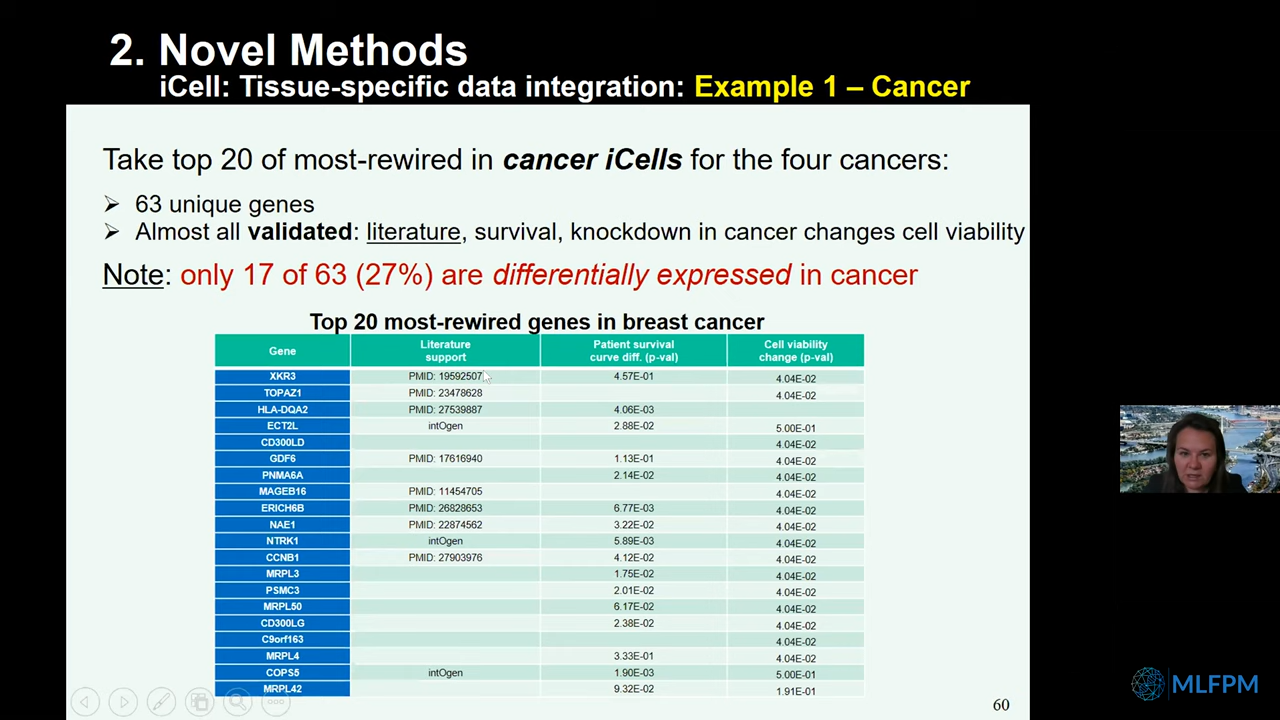 2. Novel Methods
iCell: Tissue-specific data integration: Example 1 – Cancer
Take top 20 of most-rewired in cancer iCells for the four cancers:
➢ 63 unique genes
➢ Almost all validated: literature, survival, knockdown in cancer changes cell viability
Note: only 17 of 63 (27%) are differentially expressed in cancer
Top 20 most-rewired genes in breast cancer
Gene Literature support Patient survival curve diff. (p-val) Cell viability change (p-val)
XKR3 PMID: 19592507 4.57E-01 4.04E-02
TOPAZ1 PMID: 23478628 4.04E-02
HLA-DQA2 PMID: 27539887 4.06E-03
ECT2L intOgen 2.88E-02 5.00E-01
CD300LD 4.04E-02
GDF6 PMID: 17616940 1.13E-01 4.04E-02
PNMA6A 2.14E-02 4.04E-02
MAGEB16 PMID: 11454705 4.04E-02
ERICH6B PMID: 26828653 6.77E-03 4.04E-02
NAE1 PMID: 22874562 3.22E-02 4.04E-02
NTRK1 intOgen 5.89E-03 4.04E-02
CCNB1 PMID: 27903976 4.12E-02 4.04E-02
MRPL3 1.75E-02 4.04E-02
PSMC3 2.01E-02 4.04E-02
MRPL50 6.17E-02 4.04E-02
CD300LG 2.38E-02 4.04E-02
C9orf163 4.04E-02
MRPL4 3.33E-01 4.04E-02
COPS5 intOgen 1.90E-03 5.00E-01
MRPL42 9.32E-02 1.91E-01
60
MLFPM